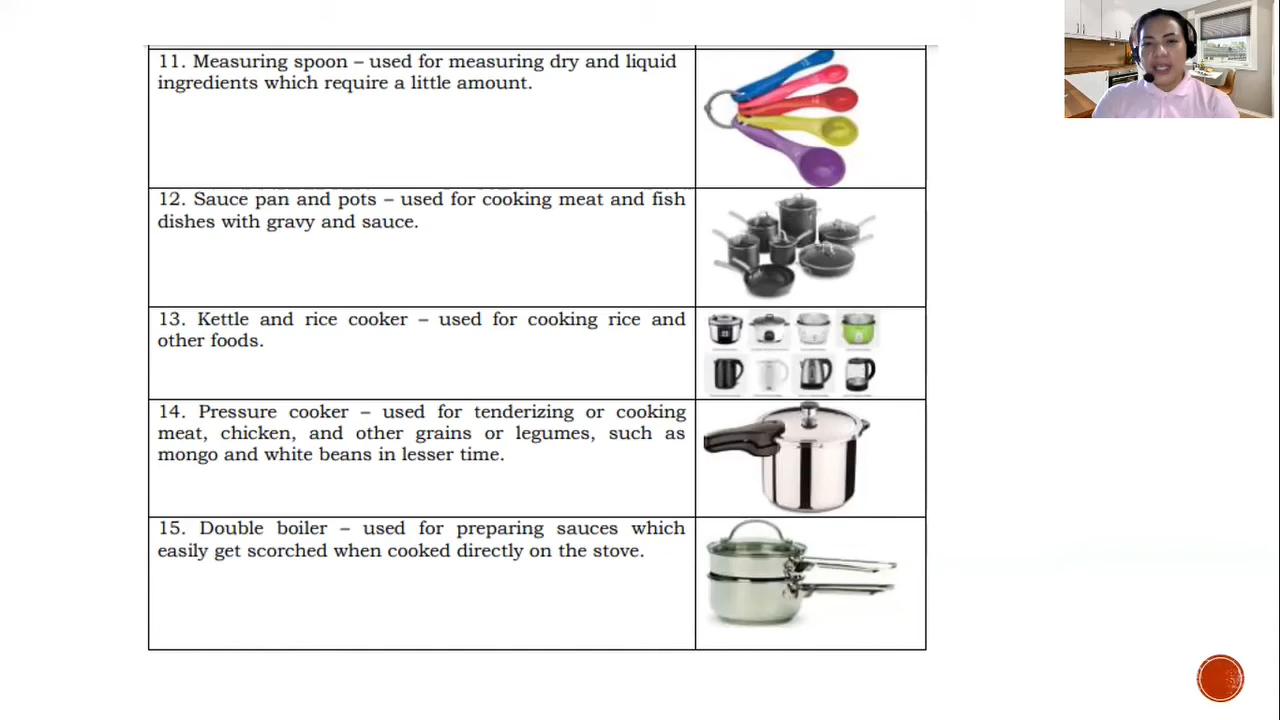 11. Measuring spoon – used for measuring dry and liquid
ingredients which require a little amount.
12. Sauce pan and pots – used for cooking meat and fish
dishes with gravy and sauce.
13. Kettle and rice cooker – used for cooking rice and
other foods.
14. Pressure cooker – used for tenderizing or cooking
meat, chicken, and other grains or legumes, such as
mongo and white beans in lesser time.
15. Double boiler – used for preparing sauces which
easily get scorched when cooked directly on the stove.